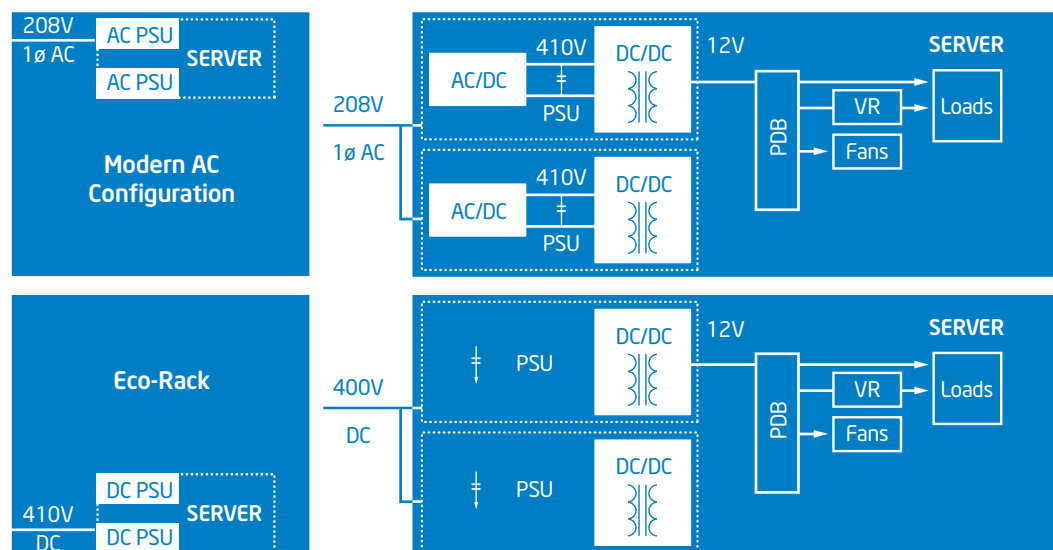 208V
1ø AC
AC PSU
SERVER
AC PSU
Modern AC
Configuration
208V
1ø AC
AC/DC
410V
PSU
DC/DC
AC/DC
410V
PSU
DC/DC
12V
PDB
VR
Fans
SERVER
Loads
Eco-Rack
DC PSU
SERVER
410V
DC
DC PSU
400V
DC
PSU
DC/DC
PSU
DC/DC
12V
PDB
VR
Fans
SERVER
Loads